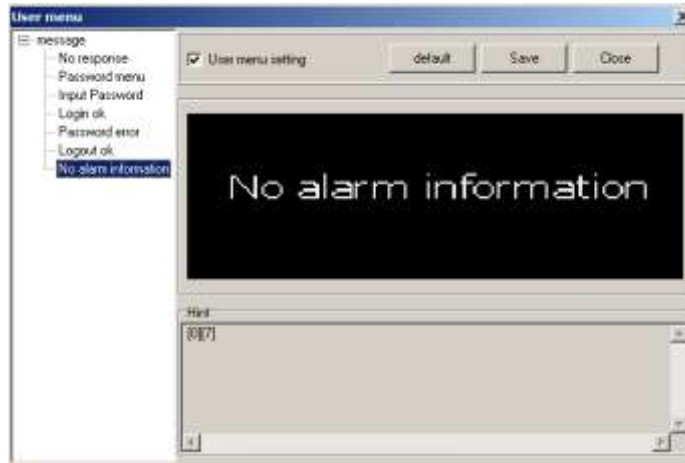 User menu
message
No response
Password menu
Input Password
Login ok
Password error
Logout ok
No alarm information
User menu setting
default
Save
Close
No alarm information
Hint
[0][7]